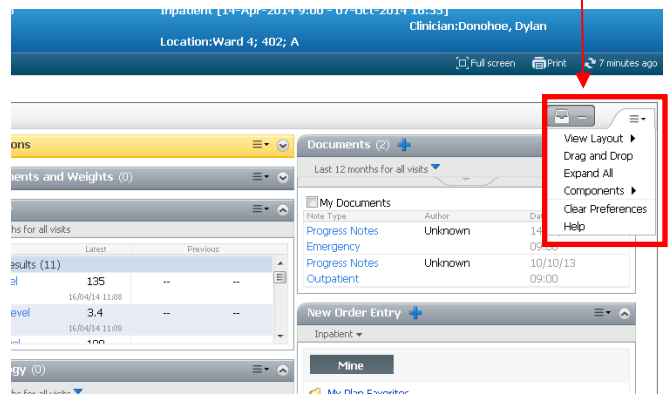 Inpatient [14-Apr-2014 9:00 - 07-Oct-2014 16:55]
Clinician:Donohoe, Dylan
Location:Ward 4; 402; A
Full screen Print 7 minutes ago
View Layout
Drag and Drop
Expand All
Components
Clear Preferences
Help
ons
ents and Weights (0)
hs for all visits
Latest Previous
esults (11)
el 135 -- --
16/04/14 11:08
evel 3.4 -- --
16/04/14 11:08
gy (0)
hs for all visits
Documents (2)
Last 12 months for all visits
My Documents
Note Type Author
Progress Notes Unknown 14
Emergency 09:00
Progress Notes Unknown 10/10/13
Outpatient 09:00
New Order Entry
Inpatient
Mine
My Plan Favorites